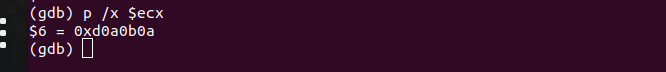 (gdb) p /x $ecx
$6 = 0xd0a0b0a
(gdb)